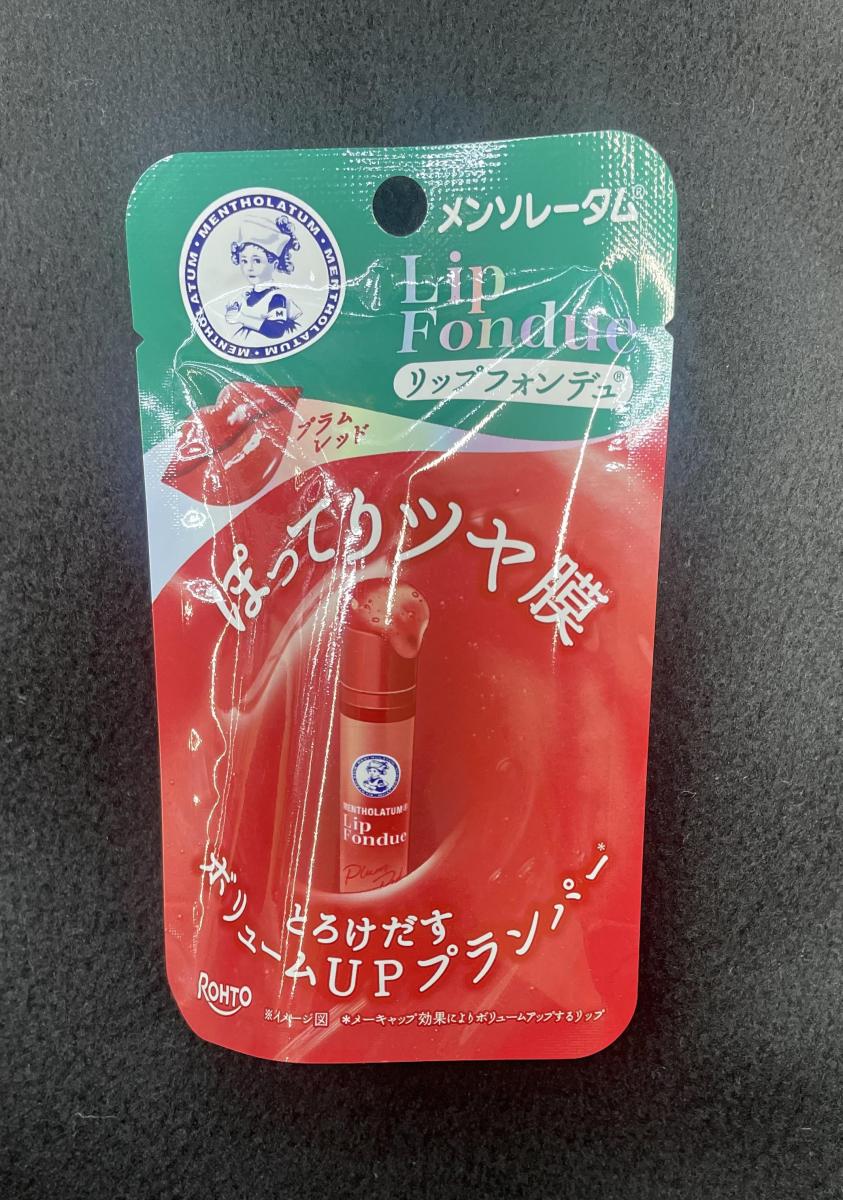 メンソレータム®
MENTHOLATUM • MENTHOLATUM • MENTHOLATUM •
Lip
Fondue
リップフォンデュ®
プラム
レッド
ぽってりツヤ膜
MENTHOLATUM®
Lip
Fondue
Plum
とろけだす
ボリュームUPプランパー*
ROHTO
※イメージ図 *メーキャップ効果によりボリュームアップするリップ